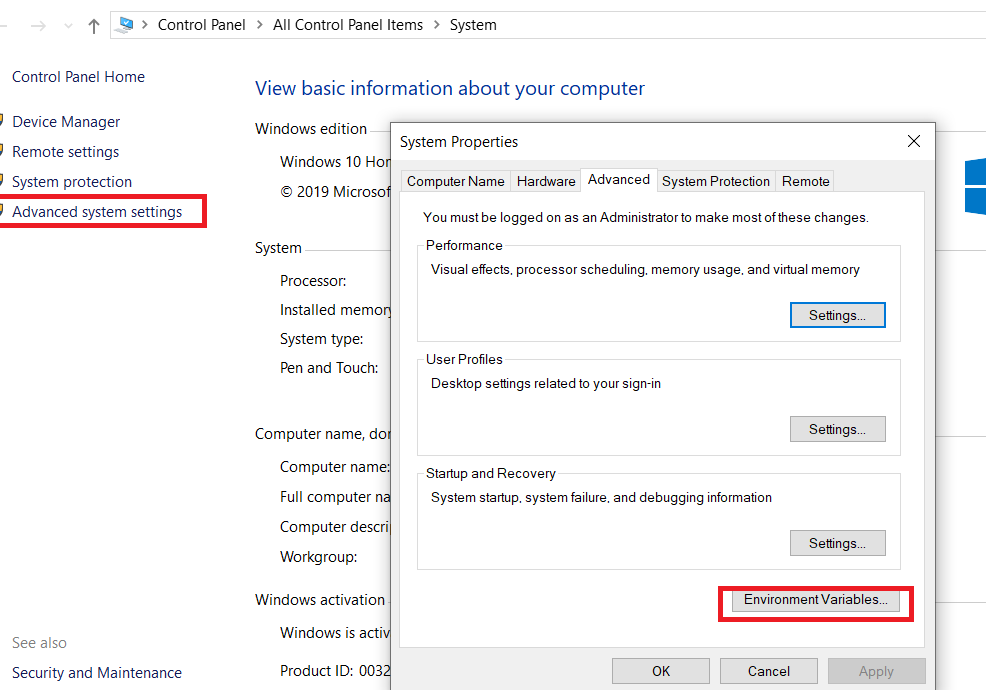 Control Panel > All Control Panel Items > System
Control Panel Home
Device Manager
Remote settings
System protection
Advanced system settings
See also
Security and Maintenance
View basic information about your computer
Windows edition
Windows 10
© 2019
System
Processor:
Installed memory
System type:
Pen and Touch:
Computer name,
Computer name:
Full computer
Computer
Workgroup:
Windows activation
Windows is
Product ID: 0032
System Properties
Computer Name Hardware Advanced System Protection Remote
You must be logged on as an Administrator to make most of these changes.
Performance
Visual effects, processor scheduling, memory usage, and virtual memory
Settings...
User Profiles
Desktop settings related to your sign-in
Settings...
Startup and Recovery
System startup, system failure, and debugging information
Settings...
Environment Variables...
OK Cancel Apply